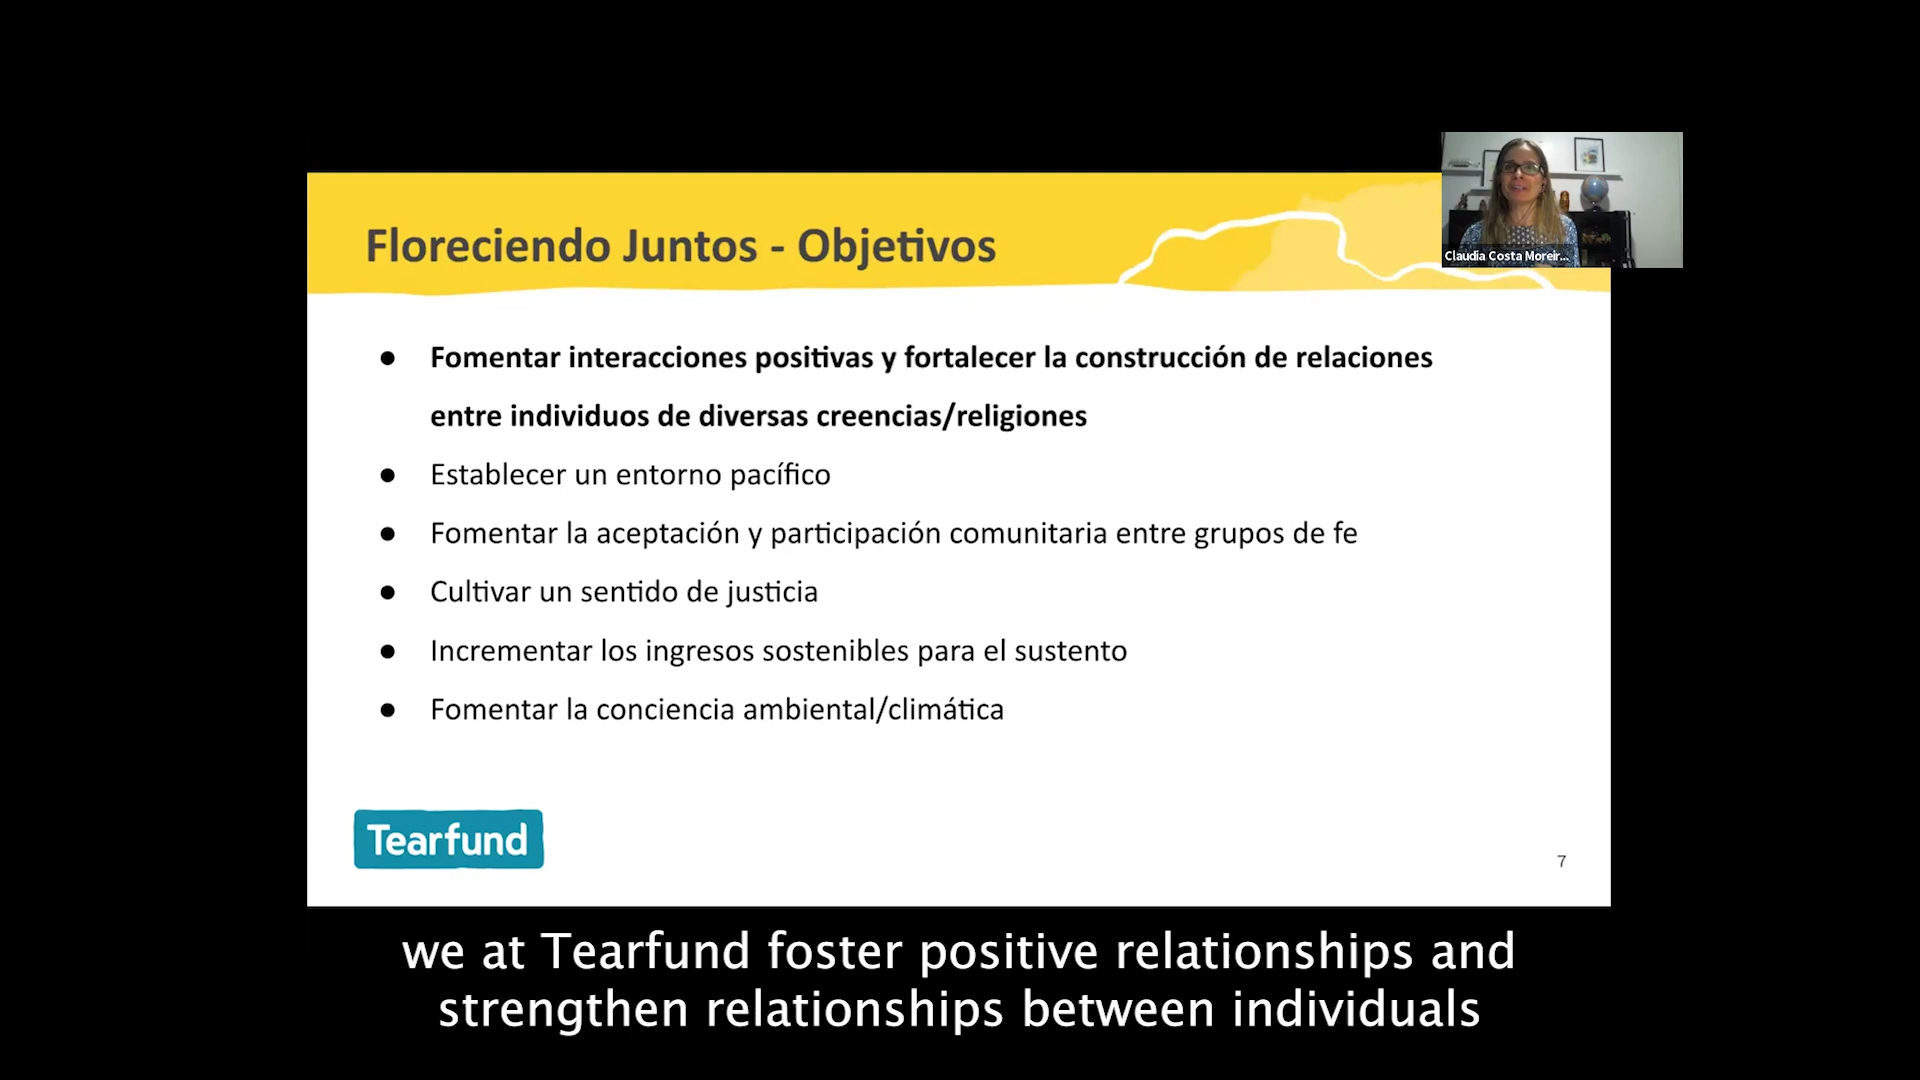 Floreciendo Juntos - Objetivos
Claudia Costa Moreir...
● Fomentar interacciones positivas y fortalecer la construcción de relaciones
entre individuos de diversas creencias/religiones
● Establecer un entorno pacífico
● Fomentar la aceptación y participación comunitaria entre grupos de fe
● Cultivar un sentido de justicia
● Incrementar los ingresos sostenibles para el sustento
● Fomentar la conciencia ambiental/climática
Tearfund
7
we at Tearfund foster positive relationships and
strengthen relationships between individuals